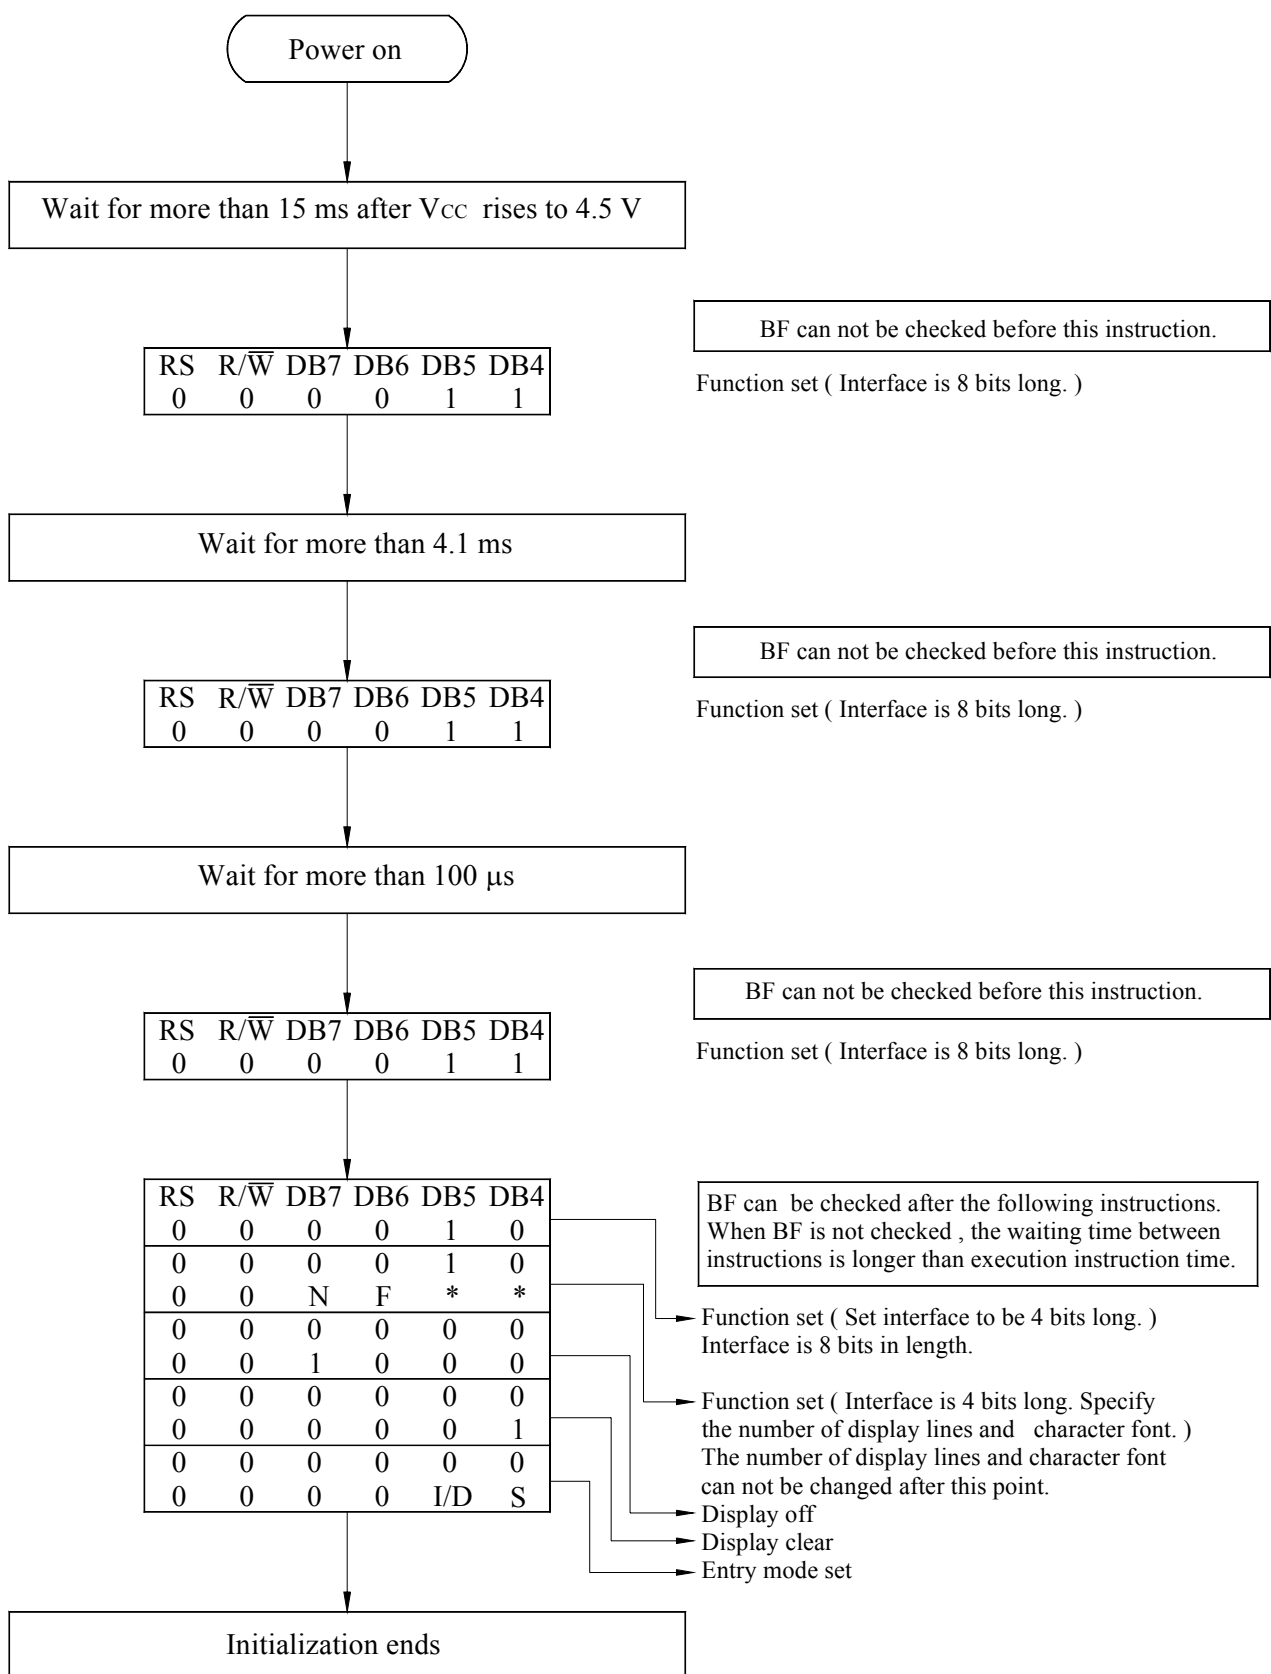 Power on
Wait for more than 15 ms after VCC rises to 4.5 V
BF can not be checked before this instruction.
RS R/W̅ DB7 DB6 DB5 DB4
0 0 0 0 1 1
Function set ( Interface is 8 bits long. )
Wait for more than 4.1 ms
BF can not be checked before this instruction.
RS R/W̅ DB7 DB6 DB5 DB4
0 0 0 0 1 1
Function set ( Interface is 8 bits long. )
Wait for more than 100 μs
BF can not be checked before this instruction.
RS R/W̅ DB7 DB6 DB5 DB4
0 0 0 0 1 1
Function set ( Interface is 8 bits long. )
RS R/W̅ DB7 DB6 DB5 DB4
0 0 0 0 1 0
0 0 0 0 1 0
0 0 N F * *
0 0 0 0 0 0
0 0 1 0 0 0
0 0 0 0 0 0
0 0 0 0 0 1
0 0 0 0 0 0
0 0 0 0 I/D S
BF can be checked after the following instructions.
When BF is not checked , the waiting time between
instructions is longer than execution instruction time.
Function set ( Set interface to be 4 bits long. )
Interface is 8 bits in length.
Function set ( Interface is 4 bits long. Specify
the number of display lines and character font. )
The number of display lines and character font
can not be changed after this point.
Display off
Display clear
Entry mode set
Initialization ends